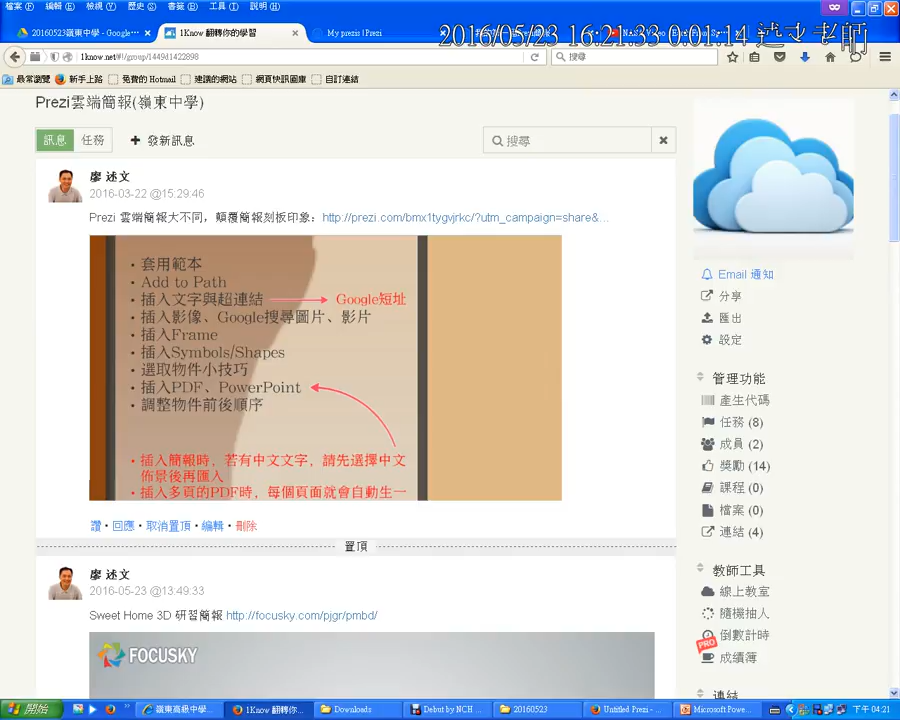 檔案(F) 編輯(E) 檢視(V) 歷史(S) 書籤(B) 工具(T) 說明(H)
2016/05/23 16:21:33 0:01:14 述文老師
20160523嶺東中學 - Google… 1Know 翻轉你的學習 My prezis | Prezi
1know.net/#!/group/144941422898
搜尋
最常瀏覽 新手上路 免費的 Hotmail 建議的網站 網頁快訊圖庫 自訂連結
Prezi雲端簡報(嶺東中學)
訊息 任務 發新訊息 搜尋
廖 述文
2016-03-22 @15:29:46
Prezi 雲端簡報大不同，顛覆簡報刻板印象: http://prezi.com/bmx1tygvjrkc/?utm_campaign=share&…
• 套用範本
• Add to Path
• 插入文字與超連結 Google短址
• 插入影像、Google搜尋圖片、影片
• 插入Frame
• 插入Symbols/Shapes
• 選取物件小技巧
• 插入PDF、PowerPoint
• 調整物件前後順序
• 插入簡報時，若有中文文字，請先選擇中文
佈景後再匯入
• 插入多頁的PDF時，每個頁面就會自動生一
讚 • 回應 • 取消置頂 • 編輯 • 刪除
置頂
廖 述文
2016-05-23 @13:49:33
Sweet Home 3D 研習簡報 http://focusky.com/pjgr/pmbd/
FOCUSKY
Email 通知
分享
匯出
設定
管理功能
產生代碼
任務 (8)
成員 (2)
獎勵 (14)
課程 (0)
檔案 (0)
連結 (4)
教師工具
線上教室
隨機抽人
倒數計時
PRO
成績簿
連結
開始 嶺東高級中學… 1Know 翻轉你… Downloads Debut by NCH … 20160523 Untitled Prezi - … Microsoft Powe… 下午 04:21